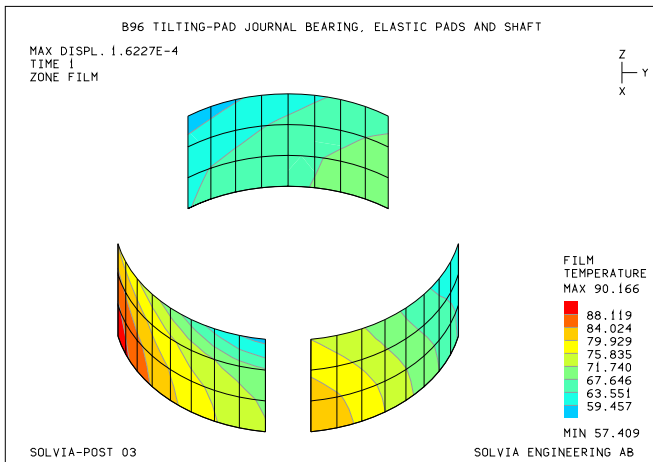 B96 TILTING-PAD JOURNAL BEARING, ELASTIC PADS AND SHAFT
MAX DISPL. 1.6227E-4
TIME 1
ZONE FILM
Z
Y
X
FILM
TEMPERATURE
MAX 90.166
88.119
84.024
79.929
75.835
71.740
67.646
63.551
59.457
MIN 57.409
SOLVIA-POST 03
SOLVIA ENGINEERING AB